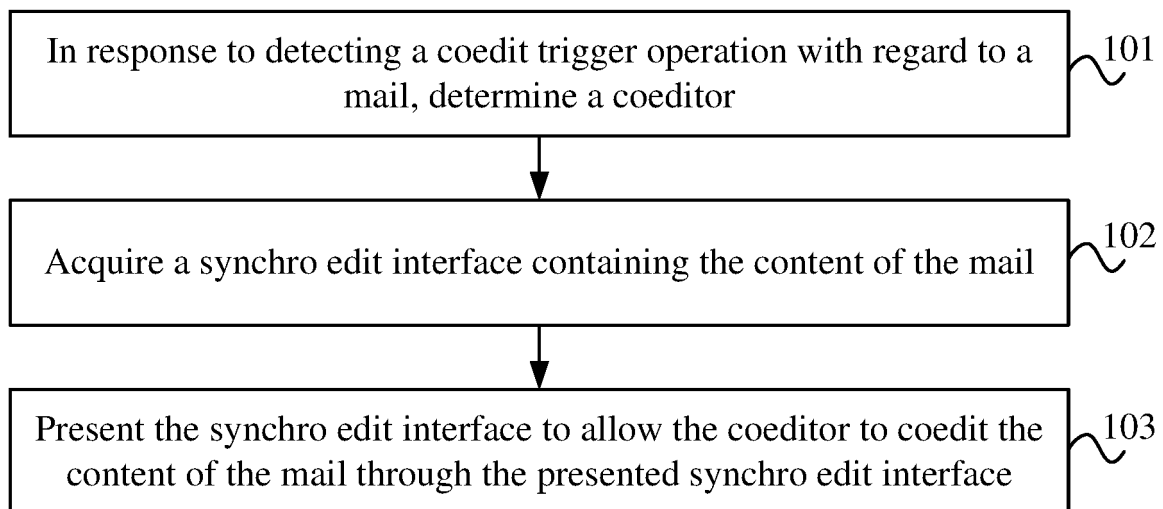 In response to detecting a coedit trigger operation with regard to a
mail, determine a coeditor
101
Acquire a synchro edit interface containing the content of the mail
102
Present the synchro edit interface to allow the coeditor to coedit the
content of the mail through the presented synchro edit interface
103